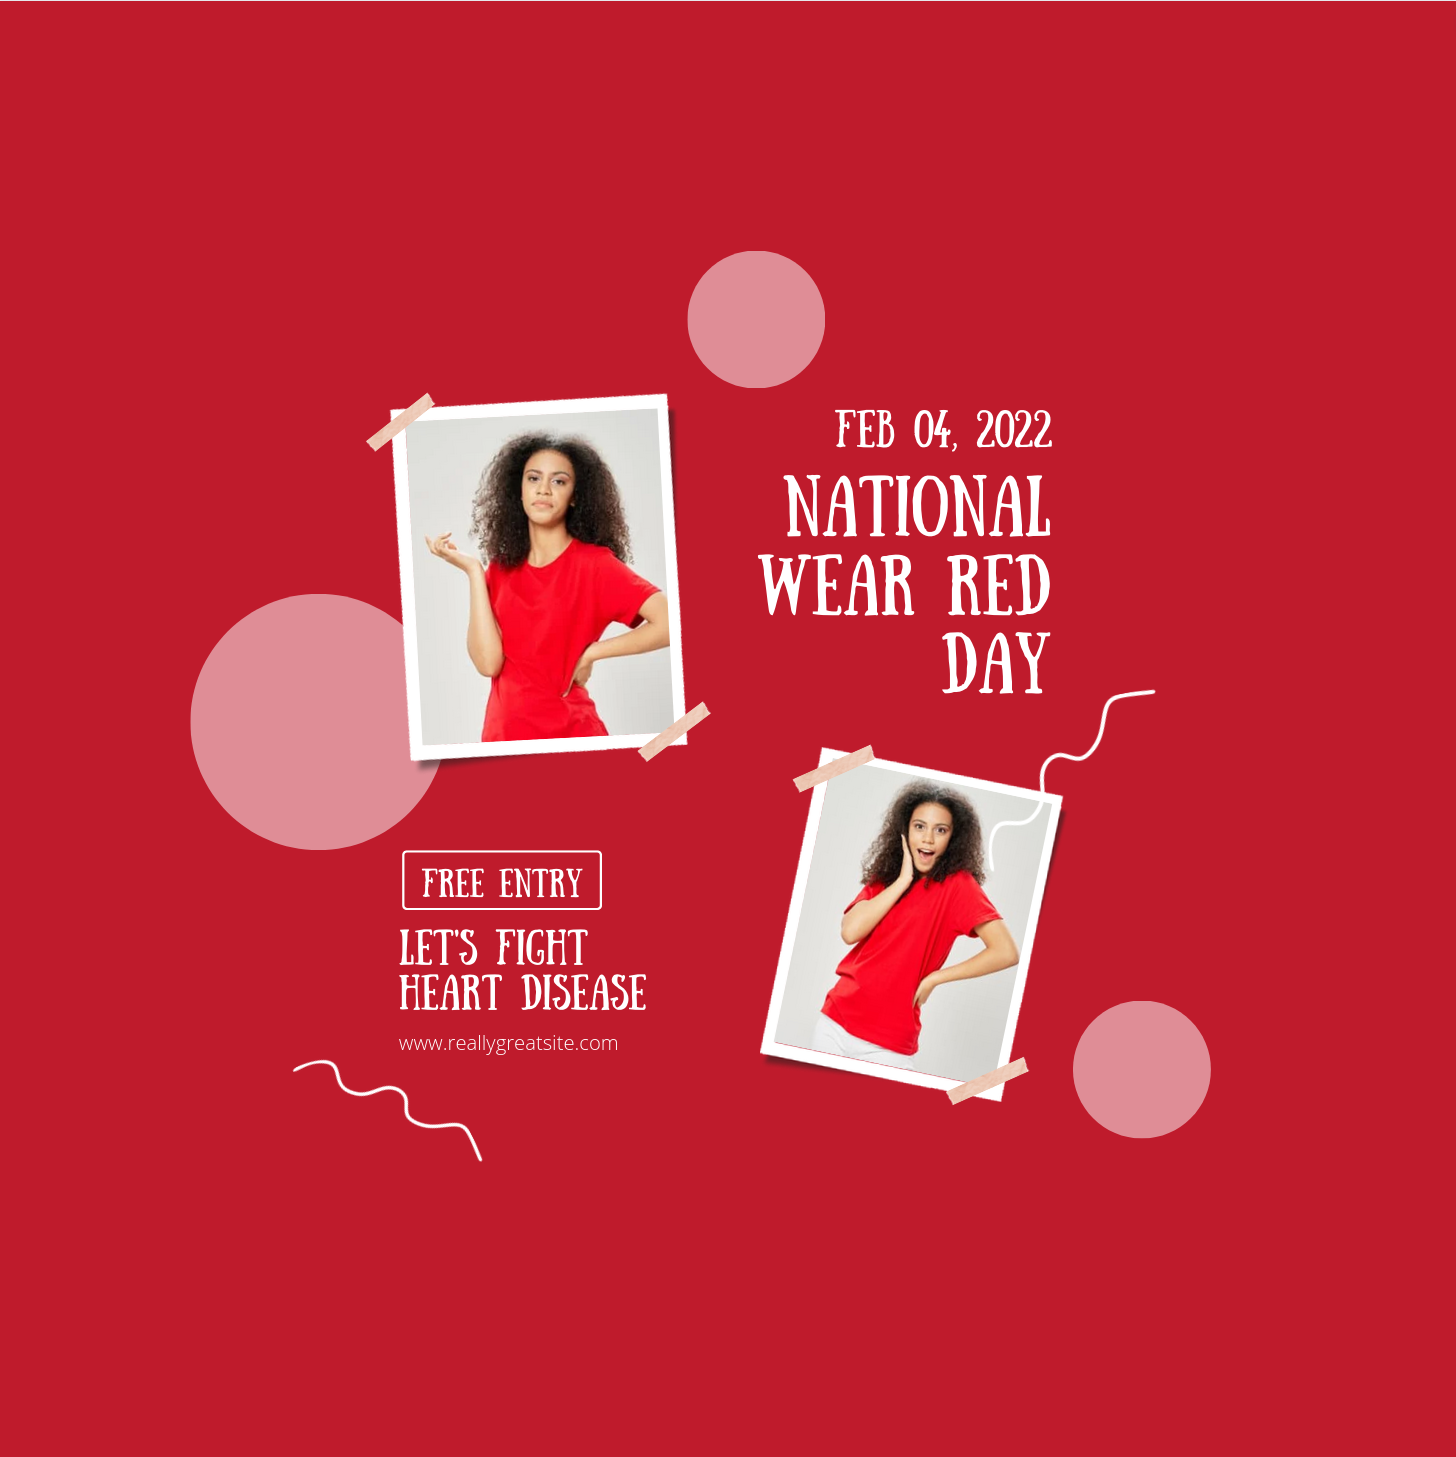 FEB 04, 2022
NATIONAL
WEAR RED
DAY
FREE ENTRY
LET'S FIGHT
HEART DISEASE
www.reallygreatsite.com